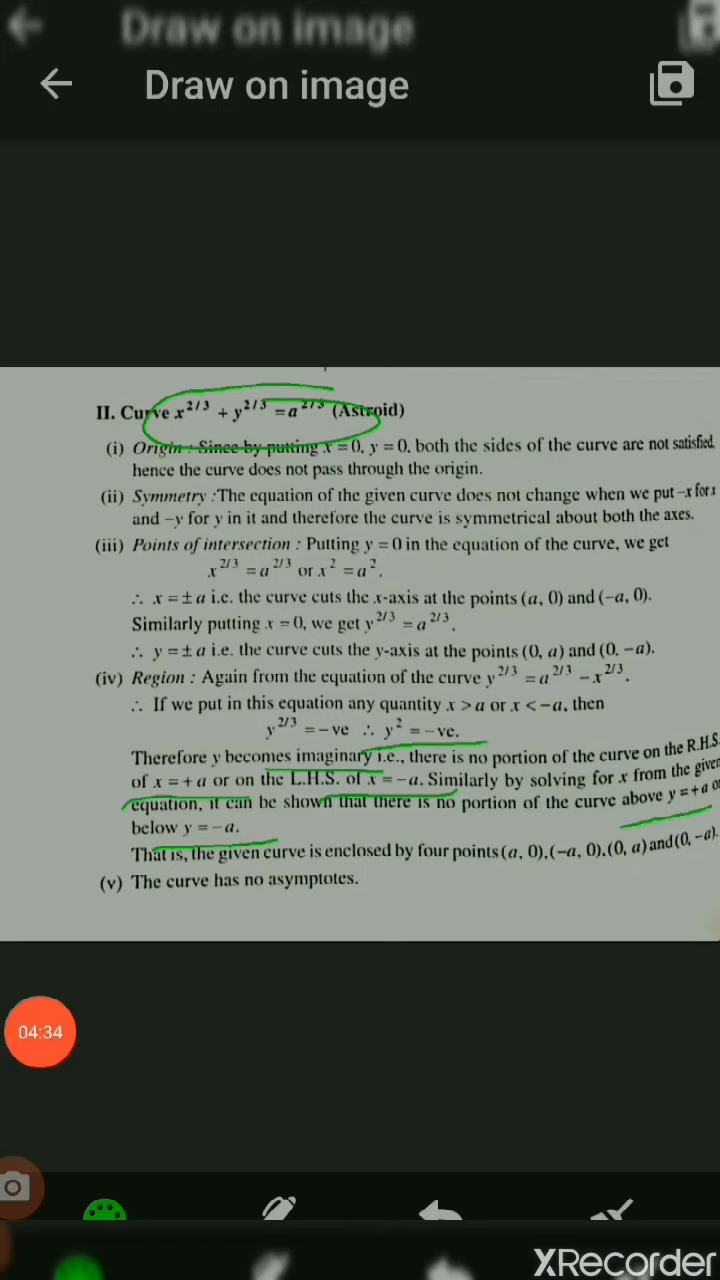 Draw on image
Draw on image
II. Curve x^2/3 + y^2/3 = a^2/3 (Astroid)
(i) Origin : Since by putting x = 0, y = 0, both the sides of the curve are not satisfied,
hence the curve does not pass through the origin.
(ii) Symmetry :The equation of the given curve does not change when we put –x for x
and –y for y in it and therefore the curve is symmetrical about both the axes.
(iii) Points of intersection : Putting y = 0 in the equation of the curve, we get
x^2/3 = a^2/3 or x^2 = a^2.
∴ x = ± a i.e. the curve cuts the x-axis at the points (a, 0) and (–a, 0).
Similarly putting x = 0, we get y^2/3 = a^2/3.
∴ y = ± a i.e. the curve cuts the y-axis at the points (0, a) and (0, –a).
(iv) Region : Again from the equation of the curve y^2/3 = a^2/3 – x^2/3.
∴ If we put in this equation any quantity x > a or x < –a, then
y^2/3 = – ve ∴ y^2 = – ve.
Therefore y becomes imaginary i.e., there is no portion of the curve on the R.H.S.
of x = + a or on the L.H.S. of x = –a. Similarly by solving for x from the given
equation, it can be shown that there is no portion of the curve above y = + a or
below y = –a.
That is, the given curve is enclosed by four points (a, 0), (–a, 0), (0, a) and (0, –a).
(v) The curve has no asymptotes.
04:34
XRecorder